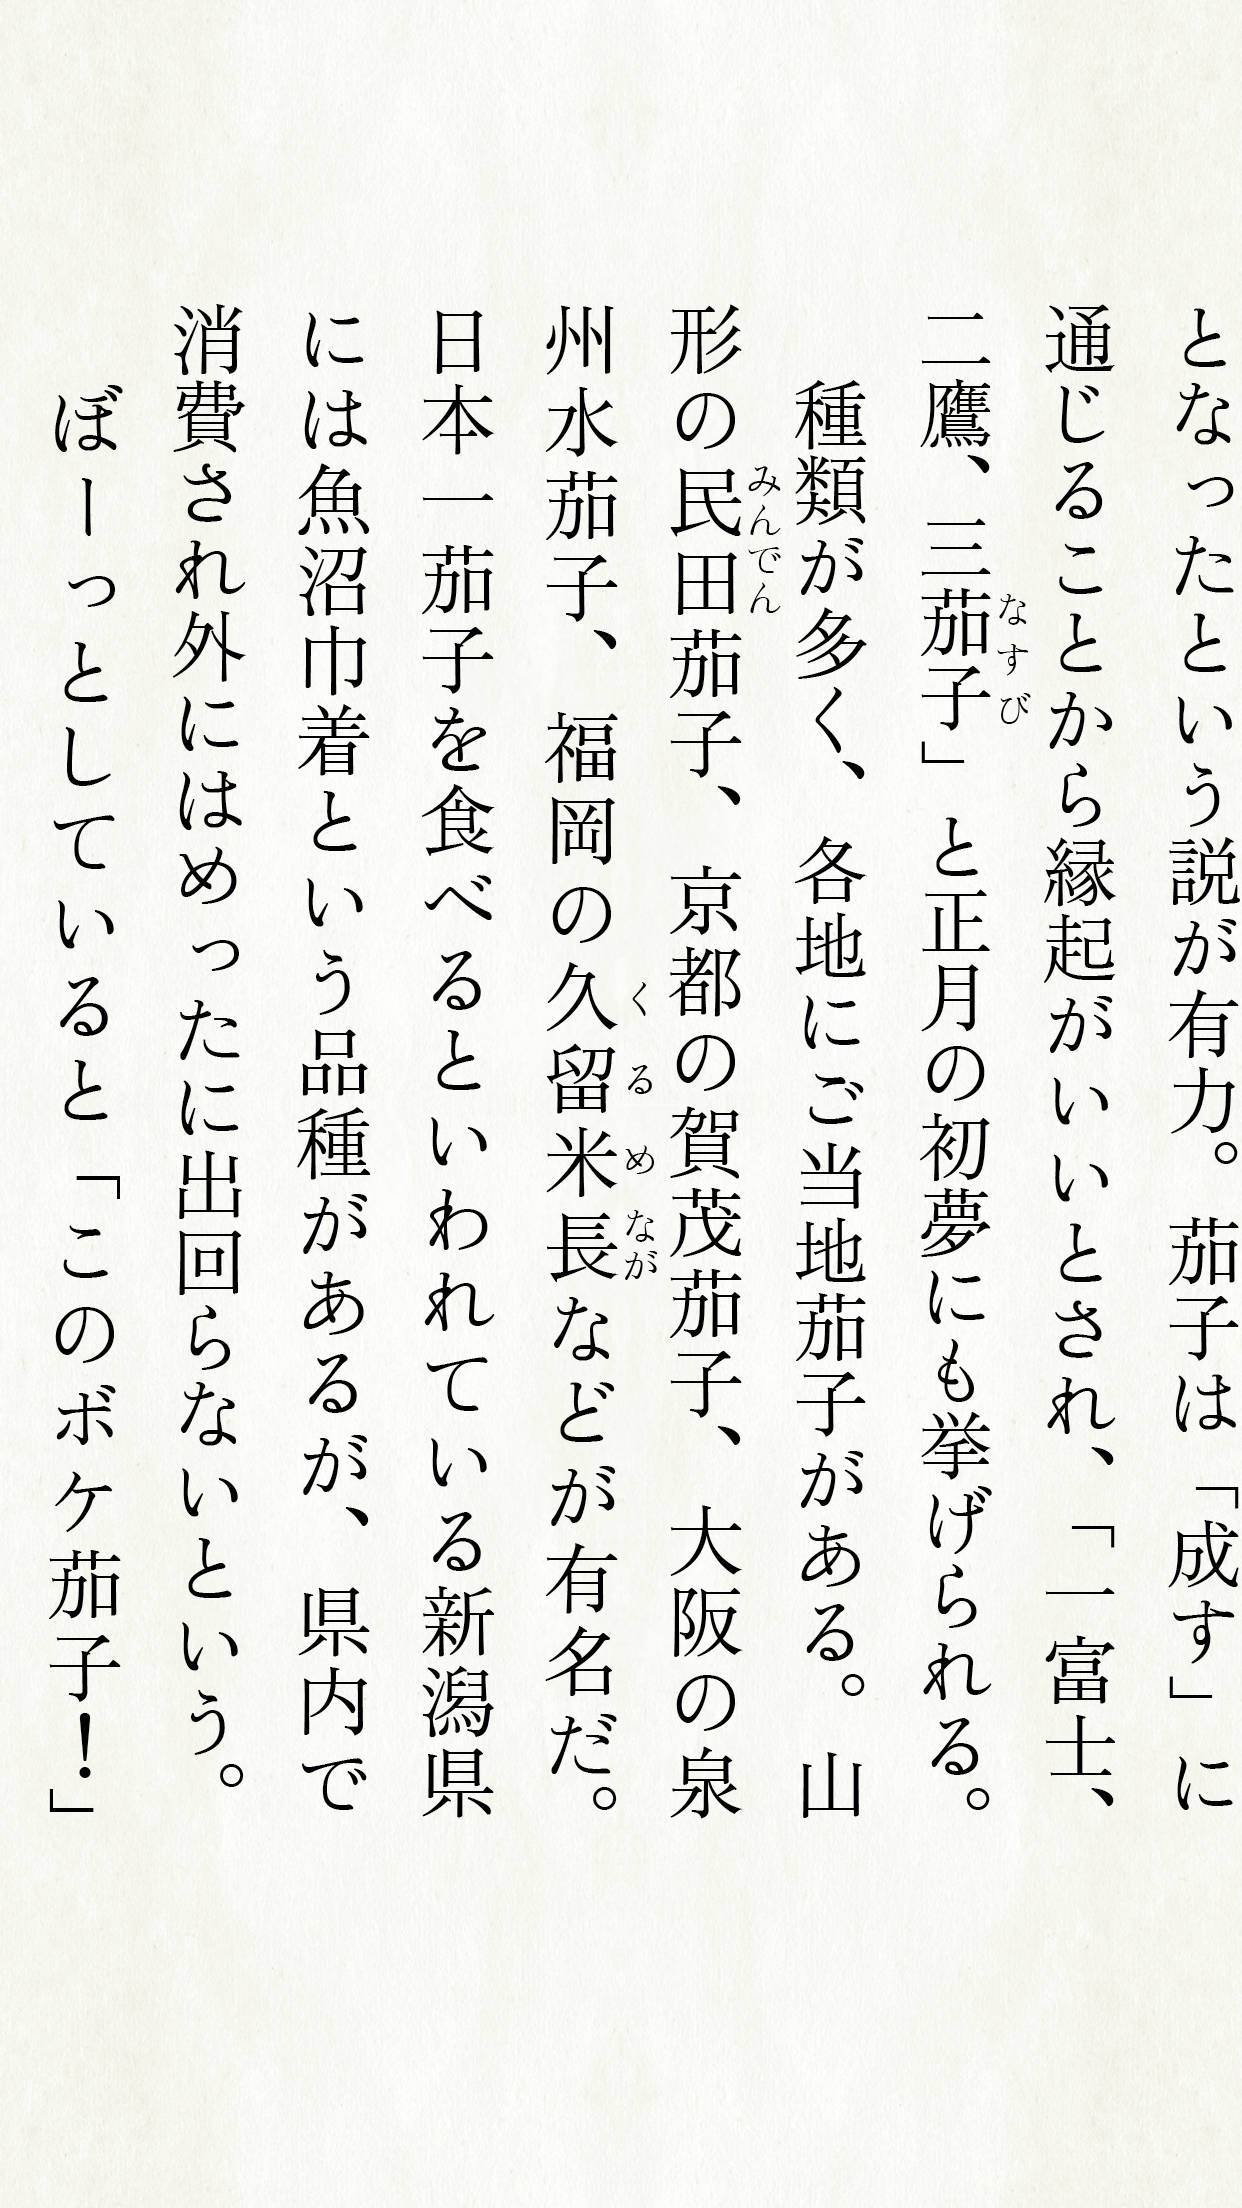 となったという説が有力。茄子は「成す」に
通じることから縁起がいいとされ、「一富士、
二鷹、三茄子」と正月の初夢にも挙げられる。
なすび
種類が多く、各地にご当地茄子がある。山
形の民田茄子、京都の賀茂茄子、大阪の泉
みんでん
州水茄子、福岡の久留米長などが有名だ。
くるめなが
日本一茄子を食べるといわれている新潟県
には魚沼巾着という品種があるが、県内で
消費され外にはめったに出回らないという。
ぼーっとしていると「このボケ茄子！」